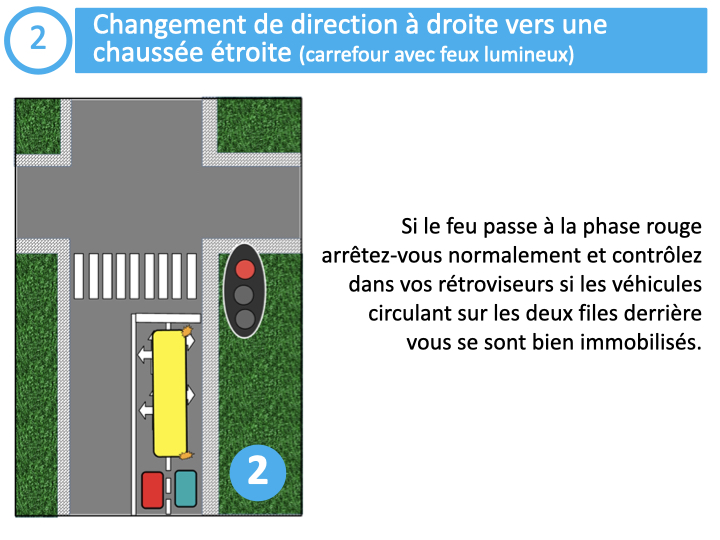 2
Changement de direction à droite vers une
chaussée étroite (carrefour avec feux lumineux)
Si le feu passe à la phase rouge
arrêtez-vous normalement et contrôlez
dans vos rétroviseurs si les véhicules
circulant sur les deux files derrière
vous se sont bien immobilisés.
2